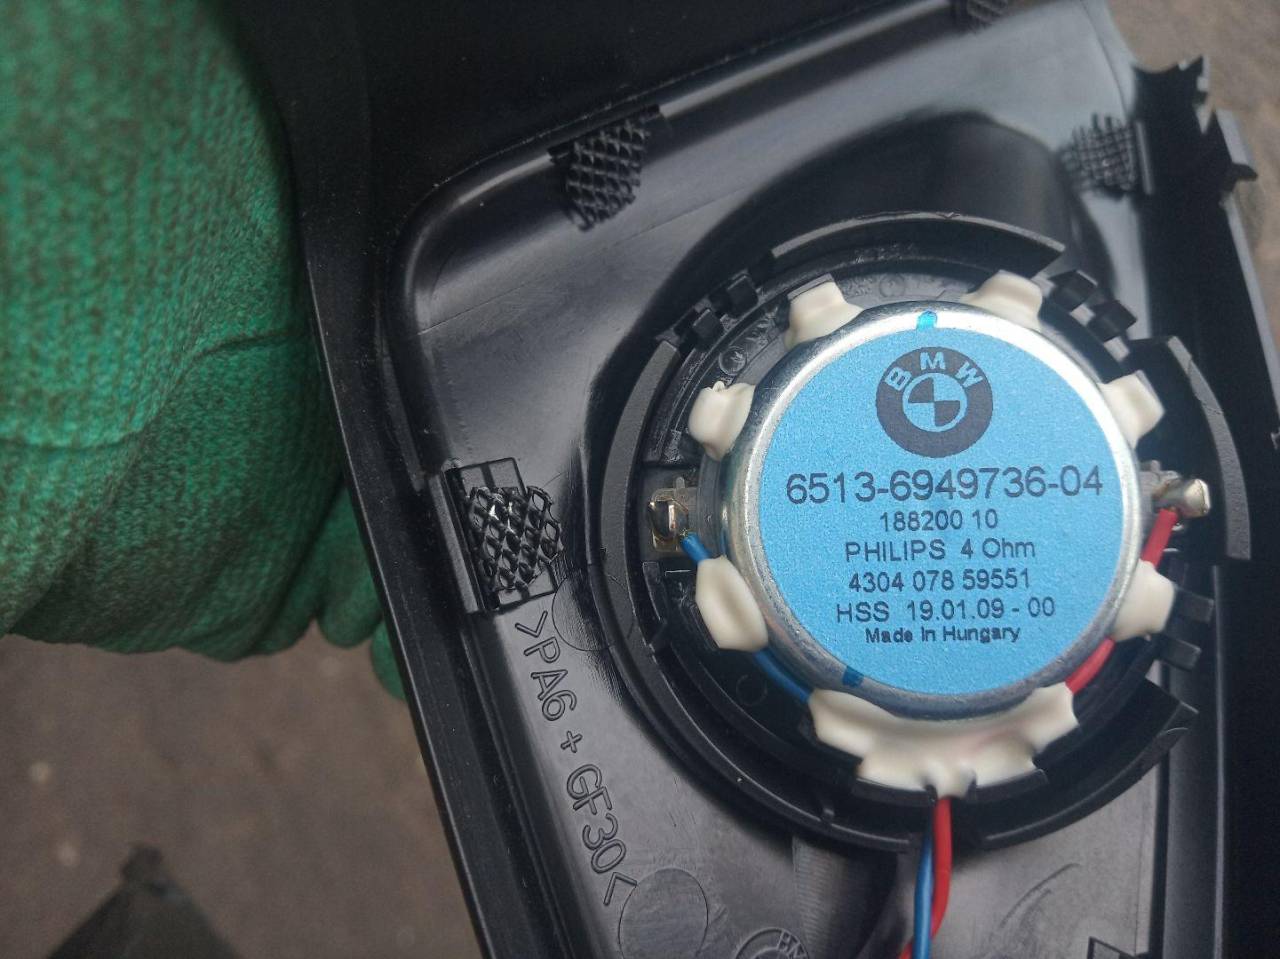 BMW
6513-6949736-04
188200 10
PHILIPS 4 Ohm
4304 078 59551
HSS 19.01.09 - 00
Made In Hungary
>PA6 + GF30<